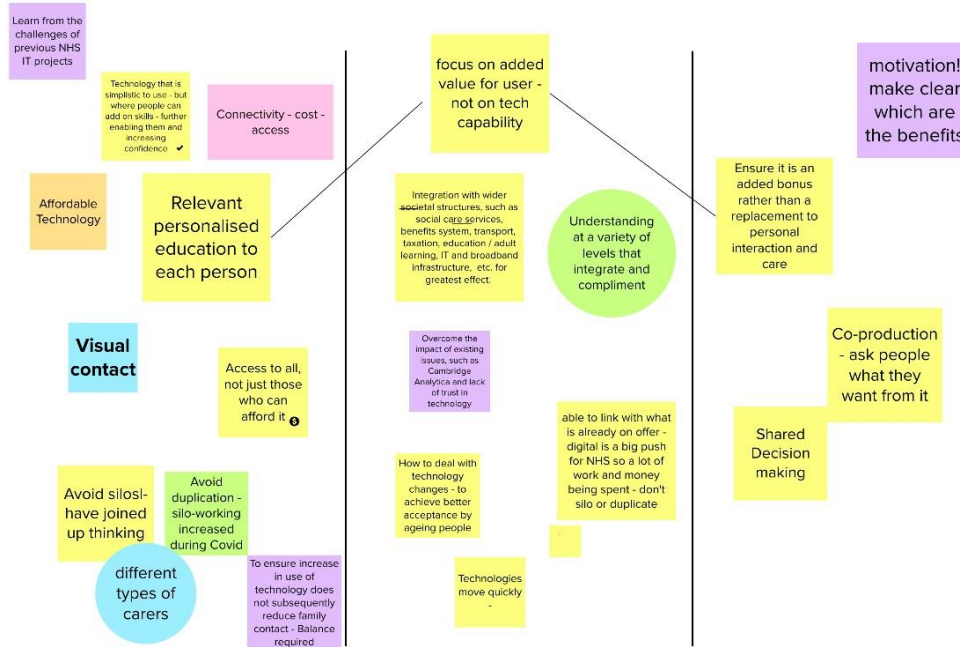 Learn from the
challenges of
previous NHS
IT projects
Technology that is
simplistic to use - but
where people can
add on skills - further
enabling them and
increasing
confidence ✔
Connectivity - cost -
access
Affordable
Technology
Relevant
personalised
education to
each person
Visual
contact
Access to all,
not just those
who can
afford it $
Avoid silosI-
have joined
up thinking
Avoid
duplication -
silo-working
increased
during Covid
different
types of
carers
To ensure increase
in use of
technology does
not subsequently
reduce family
contact - Balance
required
focus on added
value for user -
not on tech
capability
Integration with wider
societal structures, such as
social care services,
benefits system, transport,
taxation, education / adult
learning, IT and broadband
infrastructure, etc. for
greatest effect.
Understanding
at a variety of
levels that
integrate and
compliment
Overcome the
impact of existing
issues, such as
Cambridge
Analytica and lack
of trust in
technology
able to link with what
is already on offer -
digital is a big push
for NHS so a lot of
work and money
being spent - don't
silo or duplicate
How to deal with
technology
changes - to
achieve better
acceptance by
ageing people
Technologies
move quickly
-
motivation!
make clear
which are
the benefits
Ensure it is an
added bonus
rather than a
replacement to
personal
interaction and
care
Co-production
- ask people
what they
want from it
Shared
Decision
making